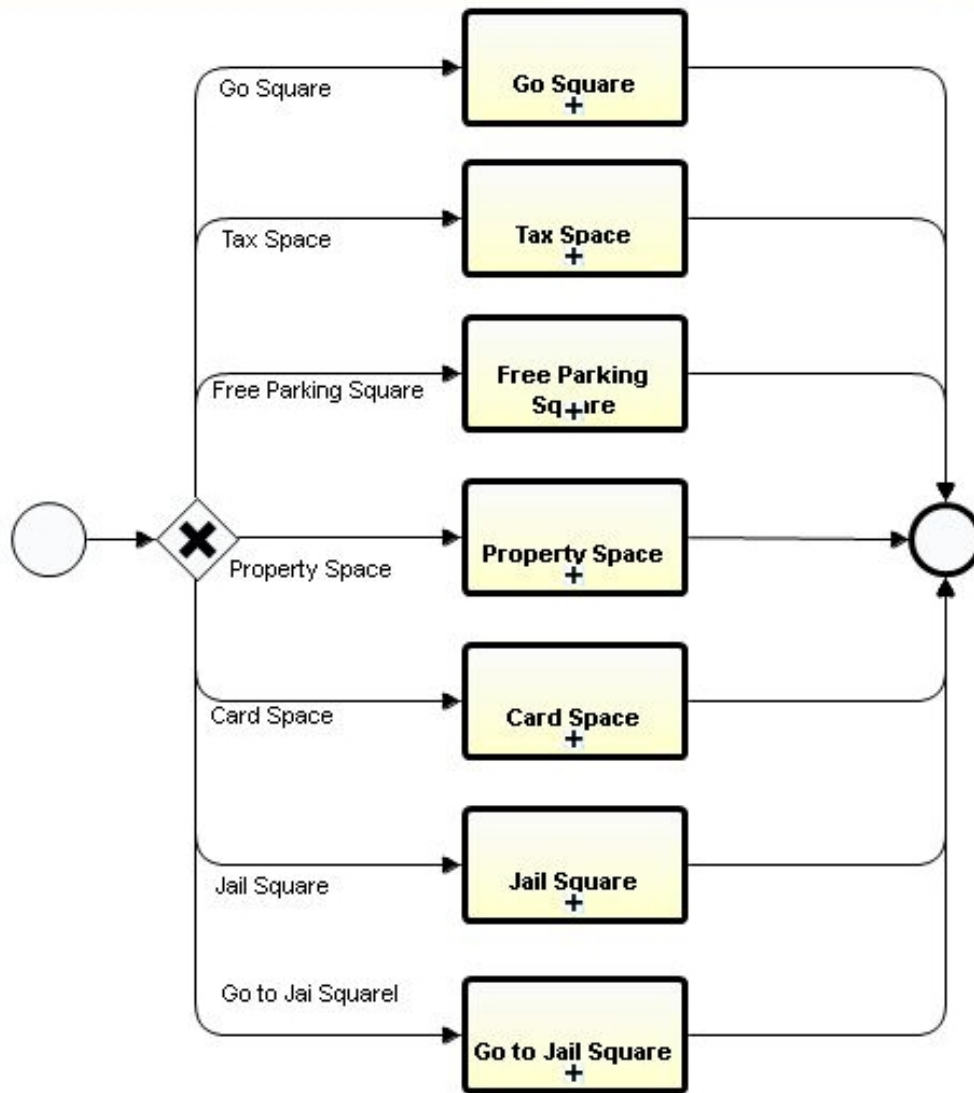 Go Square
Go Square
Tax Space
Tax Space
Free Parking Square
Free Parking
Square
Property Space
Property Space
Card Space
Card Space
Jail Square
Jail Square
Go to Jai Squarel
Go to Jail Square